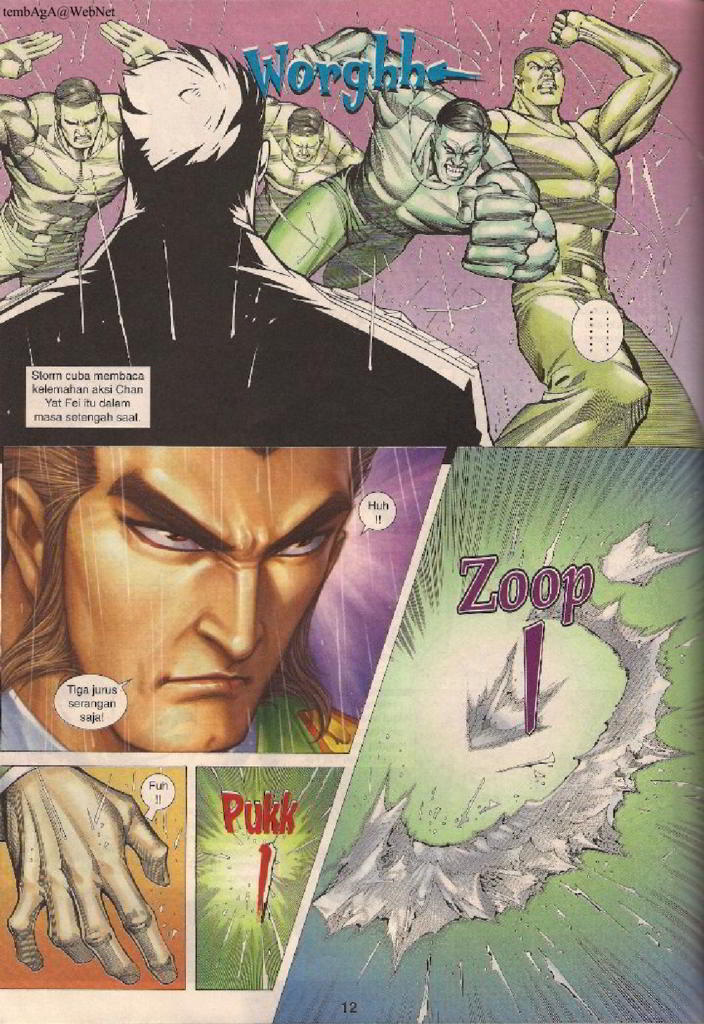 tembAgA@WebNet
Worghh
Storm cuba membaca
kelemahan aksi Chan
Yat Fei itu dalam
masa setengah saat.
Huh
!!
Tiga jurus
serangan
saja!
Zoop
!
Fuh
!!
Pukk
!
12